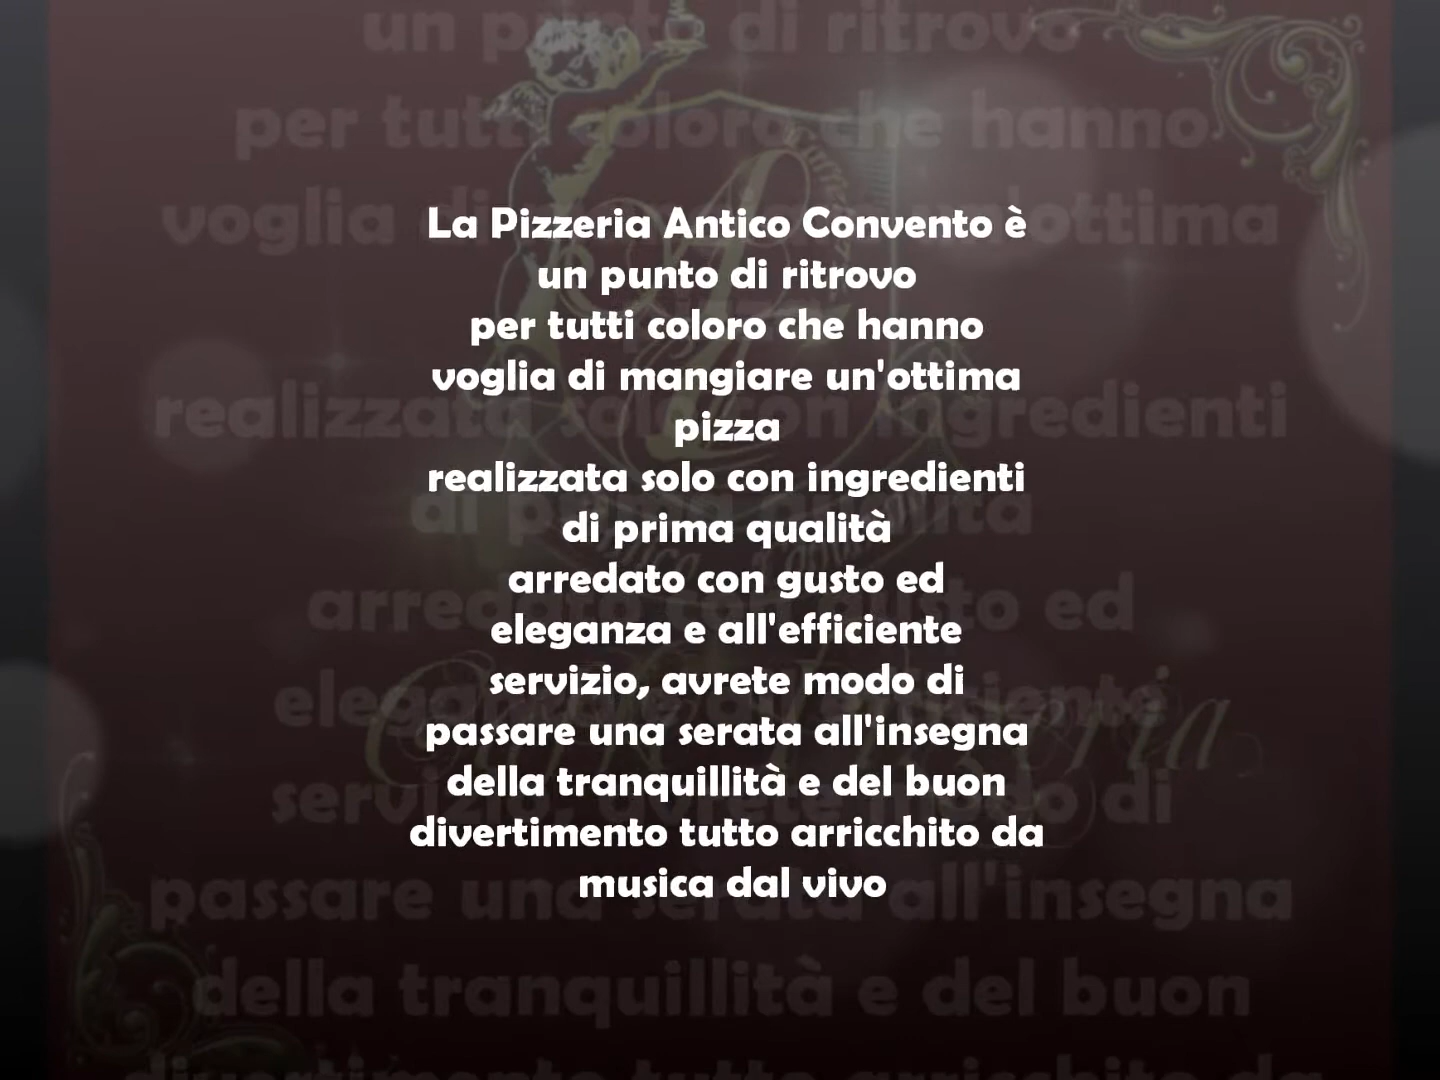 La Pizzeria Antico Convento è
un punto di ritrovo
per tutti coloro che hanno
voglia di mangiare un'ottima
pizza
realizzata solo con ingredienti
di prima qualità
arredato con gusto ed
eleganza e all'efficiente
servizio, avrete modo di
passare una serata all'insegna
della tranquillità e del buon
divertimento tutto arricchito da
musica dal vivo